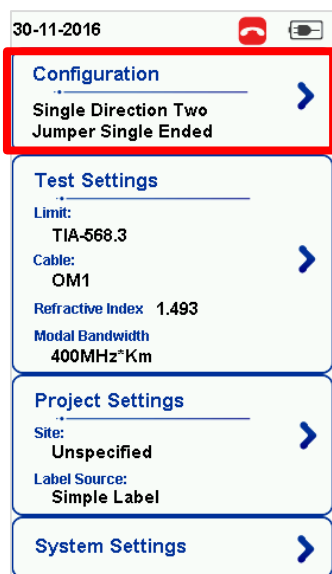 30-11-2016
Configuration
Single Direction Two
Jumper Single Ended
Test Settings
Limit:
TIA-568.3
Cable:
OM1
Refractive Index 1.493
Modal Bandwidth
400MHz*Km
Project Settings
Site:
Unspecified
Label Source:
Simple Label
System Settings